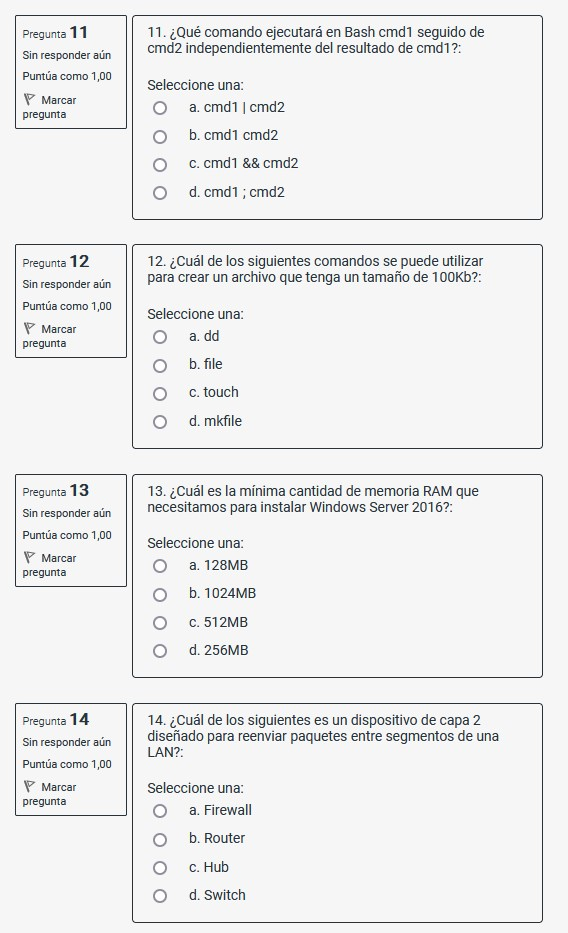 Pregunta 11
Sin responder aún
Puntúa como 1,00
Marcar
pregunta
11. ¿Qué comando ejecutará en Bash cmd1 seguido de
cmd2 independientemente del resultado de cmd1?:
Seleccione una:
a. cmd1 | cmd2
b. cmd1 cmd2
c. cmd1 && cmd2
d. cmd1 ; cmd2
Pregunta 12
Sin responder aún
Puntúa como 1,00
Marcar
pregunta
12. ¿Cuál de los siguientes comandos se puede utilizar
para crear un archivo que tenga un tamaño de 100Kb?:
Seleccione una:
a. dd
b. file
c. touch
d. mkfile
Pregunta 13
Sin responder aún
Puntúa como 1,00
Marcar
pregunta
13. ¿Cuál es la mínima cantidad de memoria RAM que
necesitamos para instalar Windows Server 2016?:
Seleccione una:
a. 128MB
b. 1024MB
c. 512MB
d. 256MB
Pregunta 14
Sin responder aún
Puntúa como 1,00
Marcar
pregunta
14. ¿Cuál de los siguientes es un dispositivo de capa 2
diseñado para reenviar paquetes entre segmentos de una
LAN?:
Seleccione una:
a. Firewall
b. Router
c. Hub
d. Switch